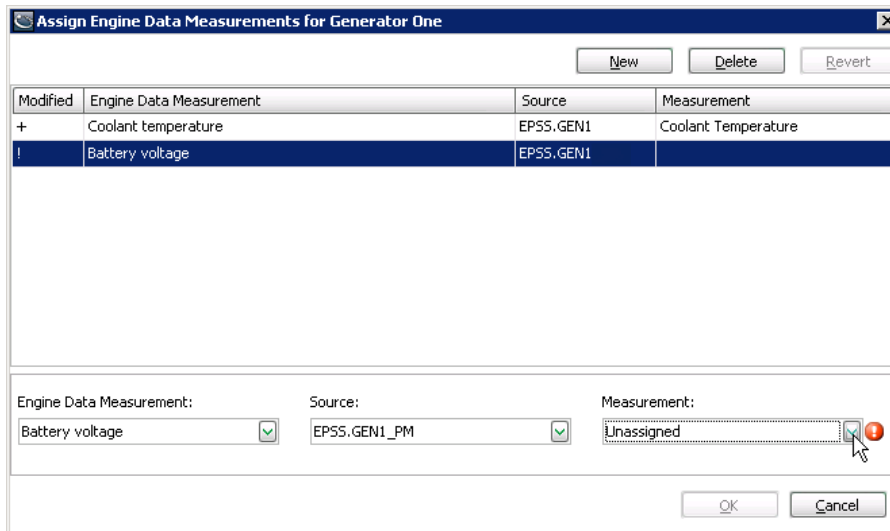 Assign Engine Data Measurements for Generator One
New Delete Revert
Modified Engine Data Measurement Source Measurement
+ Coolant temperature EPSS.GEN1 Coolant Temperature
! Battery voltage EPSS.GEN1
Engine Data Measurement: Source: Measurement:
Battery voltage EPSS.GEN1_PM Unassigned
OK Cancel